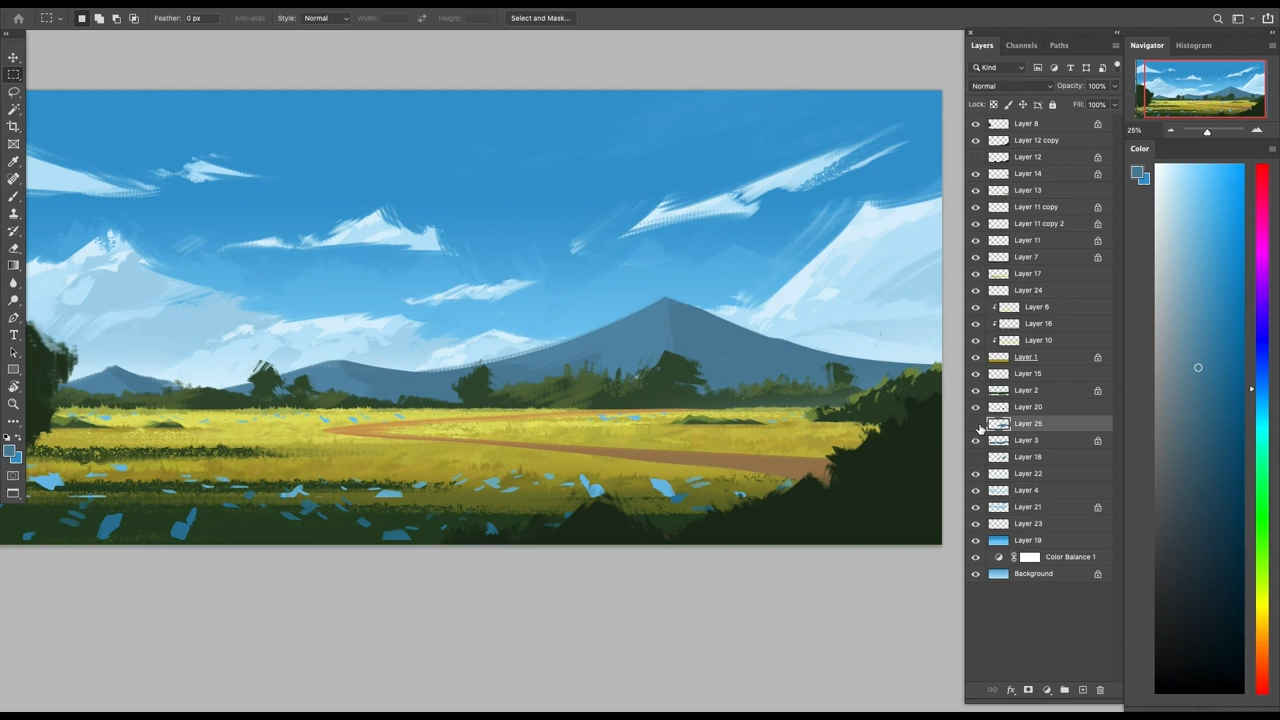 Feather: 0 px Anti-alias Style: Normal Width: Height: Select and Mask...
Layers Channels Paths
Kind
Normal Opacity: 100%
Lock: Fill: 100%
Layer 8
Layer 12 copy
Layer 12
Layer 14
Layer 13
Layer 11 copy
Layer 11 copy 2
Layer 11
Layer 7
Layer 17
Layer 24
Layer 6
Layer 16
Layer 10
Layer 1
Layer 15
Layer 2
Layer 20
Layer 25
Layer 3
Layer 18
Layer 22
Layer 4
Layer 21
Layer 23
Layer 19
Color Balance 1
Background
fx
Navigator Histogram
25%
Color